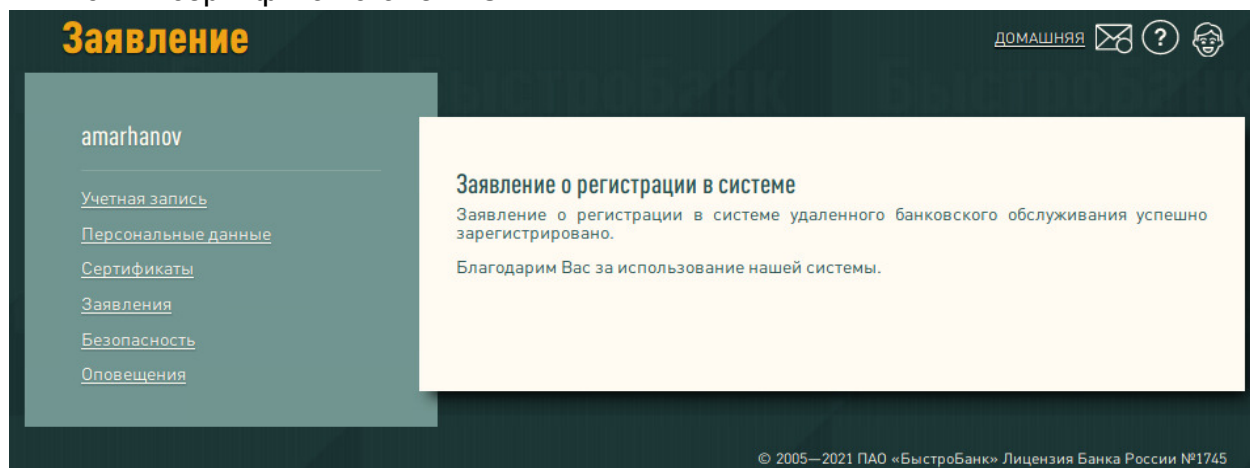 Заявление
ДОМАШНЯЯ
amarhanov
Учетная запись
Персональные данные
Сертификаты
Заявления
Безопасность
Оповещения
Заявление о регистрации в системе
Заявление о регистрации в системе удаленного банковского обслуживания успешно
зарегистрировано.
Благодарим Вас за использование нашей системы.
© 2005—2021 ПАО «БыстроБанк» Лицензия Банка России №1745